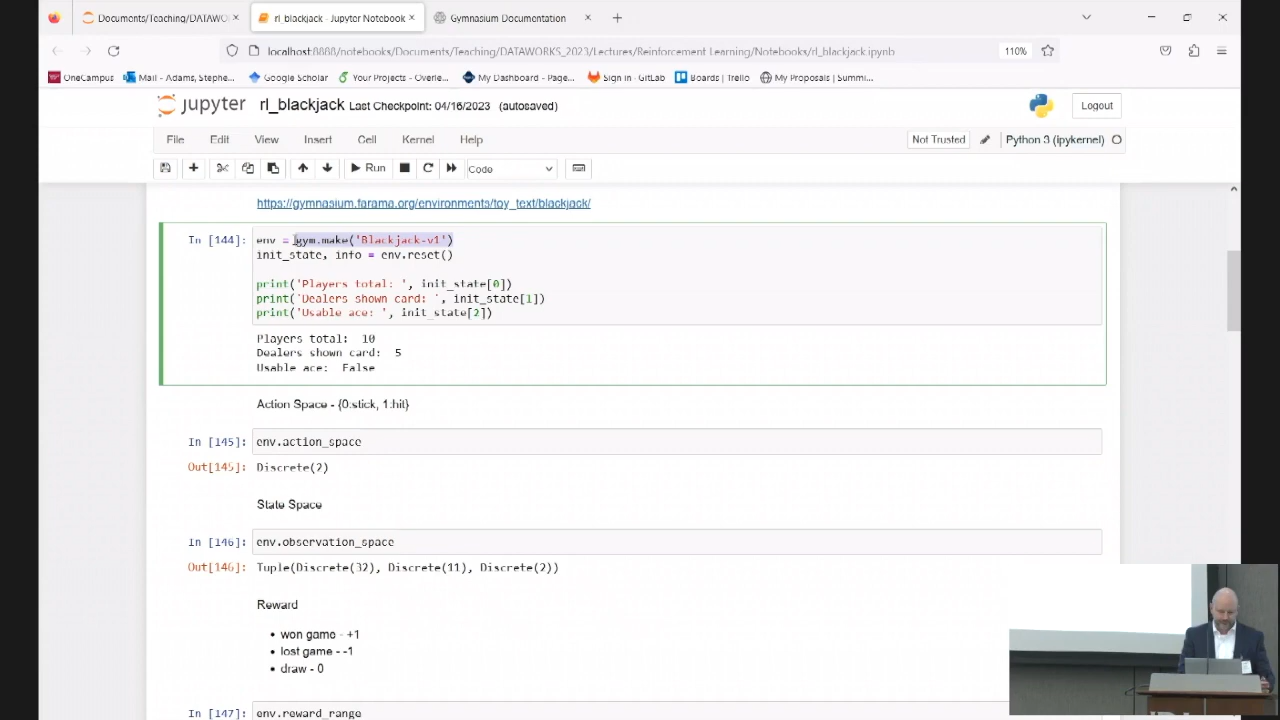 Documents/Teaching/DATAWO
rl_blackjack - Jupyter Notebook
Gymnasium Documentation
localhost:8888/notebooks/Documents/Teaching/DATAWORKS_2023/Lectures/Reinforcement Learning/Notebooks/rl_blackjack.ipynb
110%
OneCampus
Mail - Adams, Stephe...
Google Scholar
Your Projects - Overle...
My Dashboard - Page...
Sign in · GitLab
Boards | Trello
My Proposals | Summi...
jupyter rl_blackjack Last Checkpoint: 04/16/2023 (autosaved)
Logout
File Edit View Insert Cell Kernel Help
Not Trusted
Python 3 (ipykernel)
Run
Code
https://gymnasium.farama.org/environments/toy_text/blackjack/
In [144]: env = gym.make('Blackjack-v1')
init_state, info = env.reset()
print('Players total: ', init_state[0])
print('Dealers shown card: ', init_state[1])
print('Usable ace: ', init_state[2])
Players total: 10
Dealers shown card: 5
Usable ace: False
Action Space - {0:stick, 1:hit}
In [145]: env.action_space
Out[145]: Discrete(2)
State Space
In [146]: env.observation_space
Out[146]: Tuple(Discrete(32), Discrete(11), Discrete(2))
Reward
• won game - +1
• lost game - -1
• draw - 0
In [147]: env.reward_range